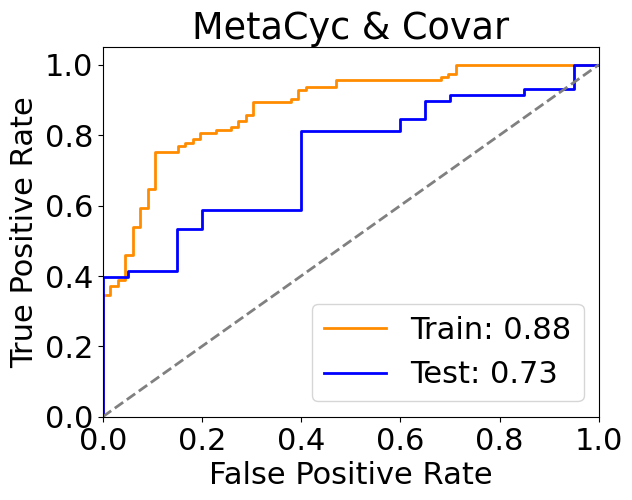 MetaCyc & Covar
True Positive Rate
1.0
0.8
0.6
0.4
0.2
0.0
Train: 0.88
Test: 0.73
0.0 0.2 0.4 0.6 0.8 1.0
False Positive Rate